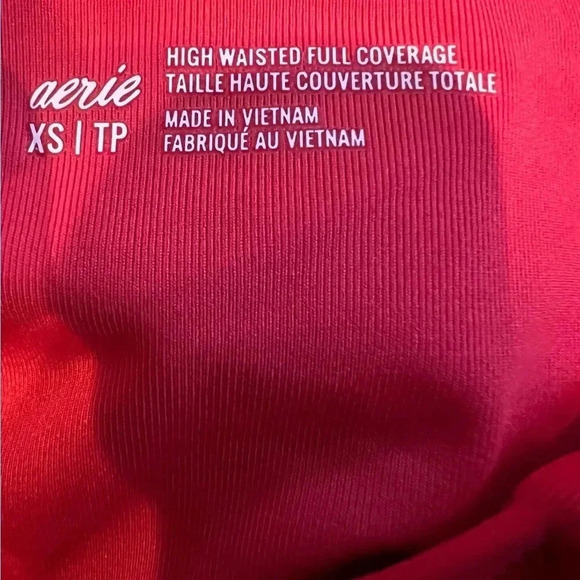 aerie
XS | TP
HIGH WAISTED FULL COVERAGE
TAILLE HAUTE COUVERTURE TOTALE
MADE IN VIETNAM
FABRIQUÉ AU VIETNAM